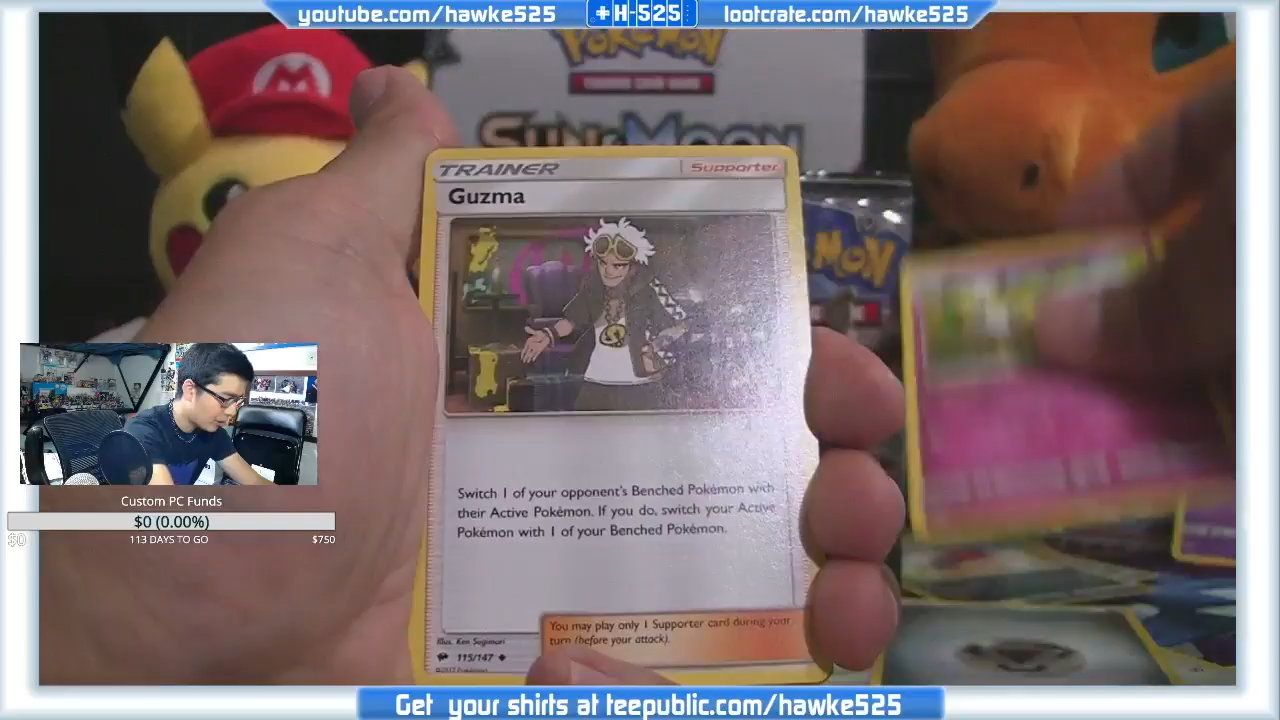 youtube.com/hawke525
+H-525
lootcrate.com/hawke525
POKéMON
TRADING CARD GAME
SUN & MOON
TRAINER
Supporter
Guzma
Switch 1 of your opponent's Benched Pokémon with
their Active Pokémon. If you do, switch your Active
Pokémon with 1 of your Benched Pokémon.
You may play only 1 Supporter card during your
turn (before your attack).
Illus. Ken Sugimori
115/147
©2017 Pokémon
Custom PC Funds
$0 (0.00%)
$0
113 DAYS TO GO
$750
Get your shirts at teepublic.com/hawke525